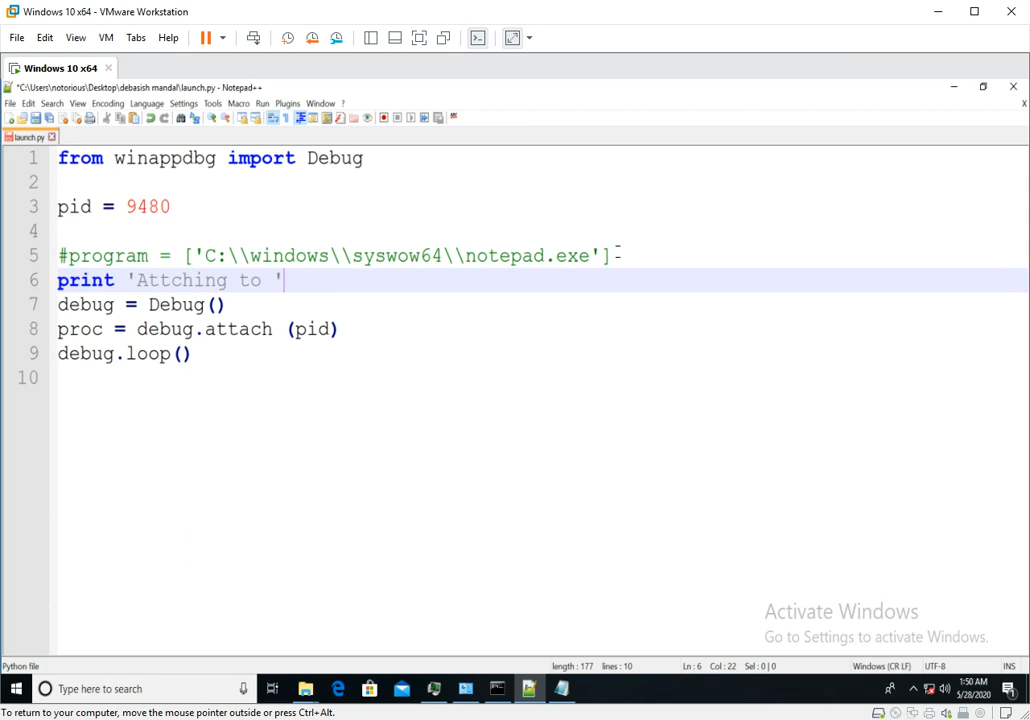 Windows 10 x64 - VMware Workstation
File Edit View VM Tabs Help
Windows 10 x64
*C:\Users\notorious\Desktop\debasish mandal\launch.py - Notepad++
File Edit Search View Encoding Language Settings Tools Macro Run Plugins Window ? X
launch.py
1 from winappdbg import Debug
2
3 pid = 9480
4
5 #program = ['C:\\windows\\syswow64\\notepad.exe']
6 print 'Attching to '
7 debug = Debug()
8 proc = debug.attach (pid)
9 debug.loop()
10
Activate Windows
Go to Settings to activate Windows.
Python file length : 177 lines : 10 Ln : 6 Col : 22 Sel : 0 | 0 Windows (CR LF) UTF-8 INS
Type here to search 1:50 AM
5/28/2020 1
To return to your computer, move the mouse pointer outside or press Ctrl+Alt.